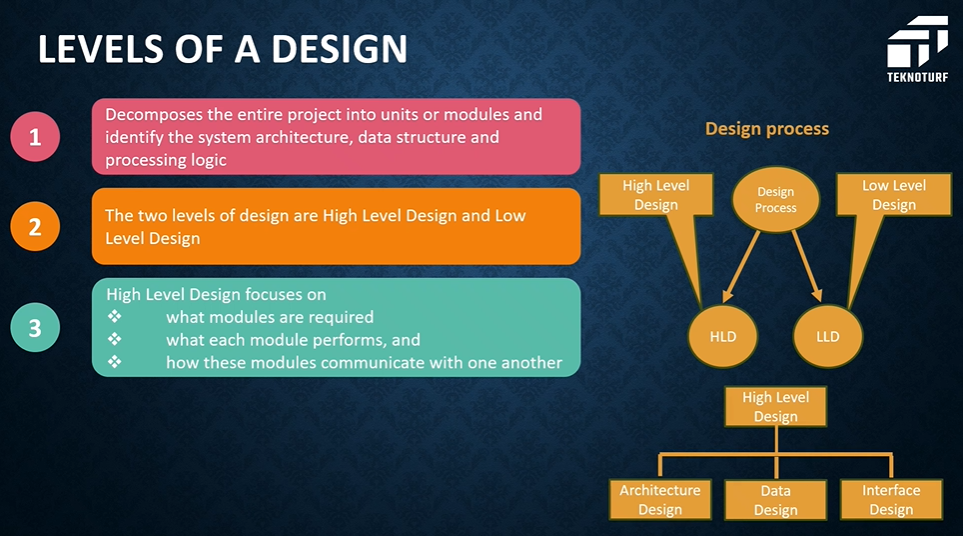 LEVELS OF A DESIGN
TEKNOTURF
1
Decomposes the entire project into units or modules and
identify the system architecture, data structure and
processing logic
2
The two levels of design are High Level Design and Low
Level Design
3
High Level Design focuses on
❖ what modules are required
❖ what each module performs, and
❖ how these modules communicate with one another
Design process
High Level
Design
Design
Process
Low Level
Design
HLD
LLD
High Level
Design
Architecture
Design
Data
Design
Interface
Design